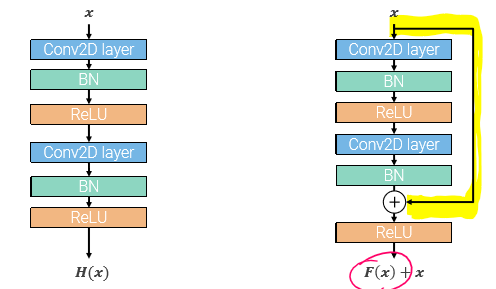 x
Conv2D layer
BN
ReLU
Conv2D layer
BN
ReLU
H(x)
x
Conv2D layer
BN
ReLU
Conv2D layer
BN
+
ReLU
F(x) + x